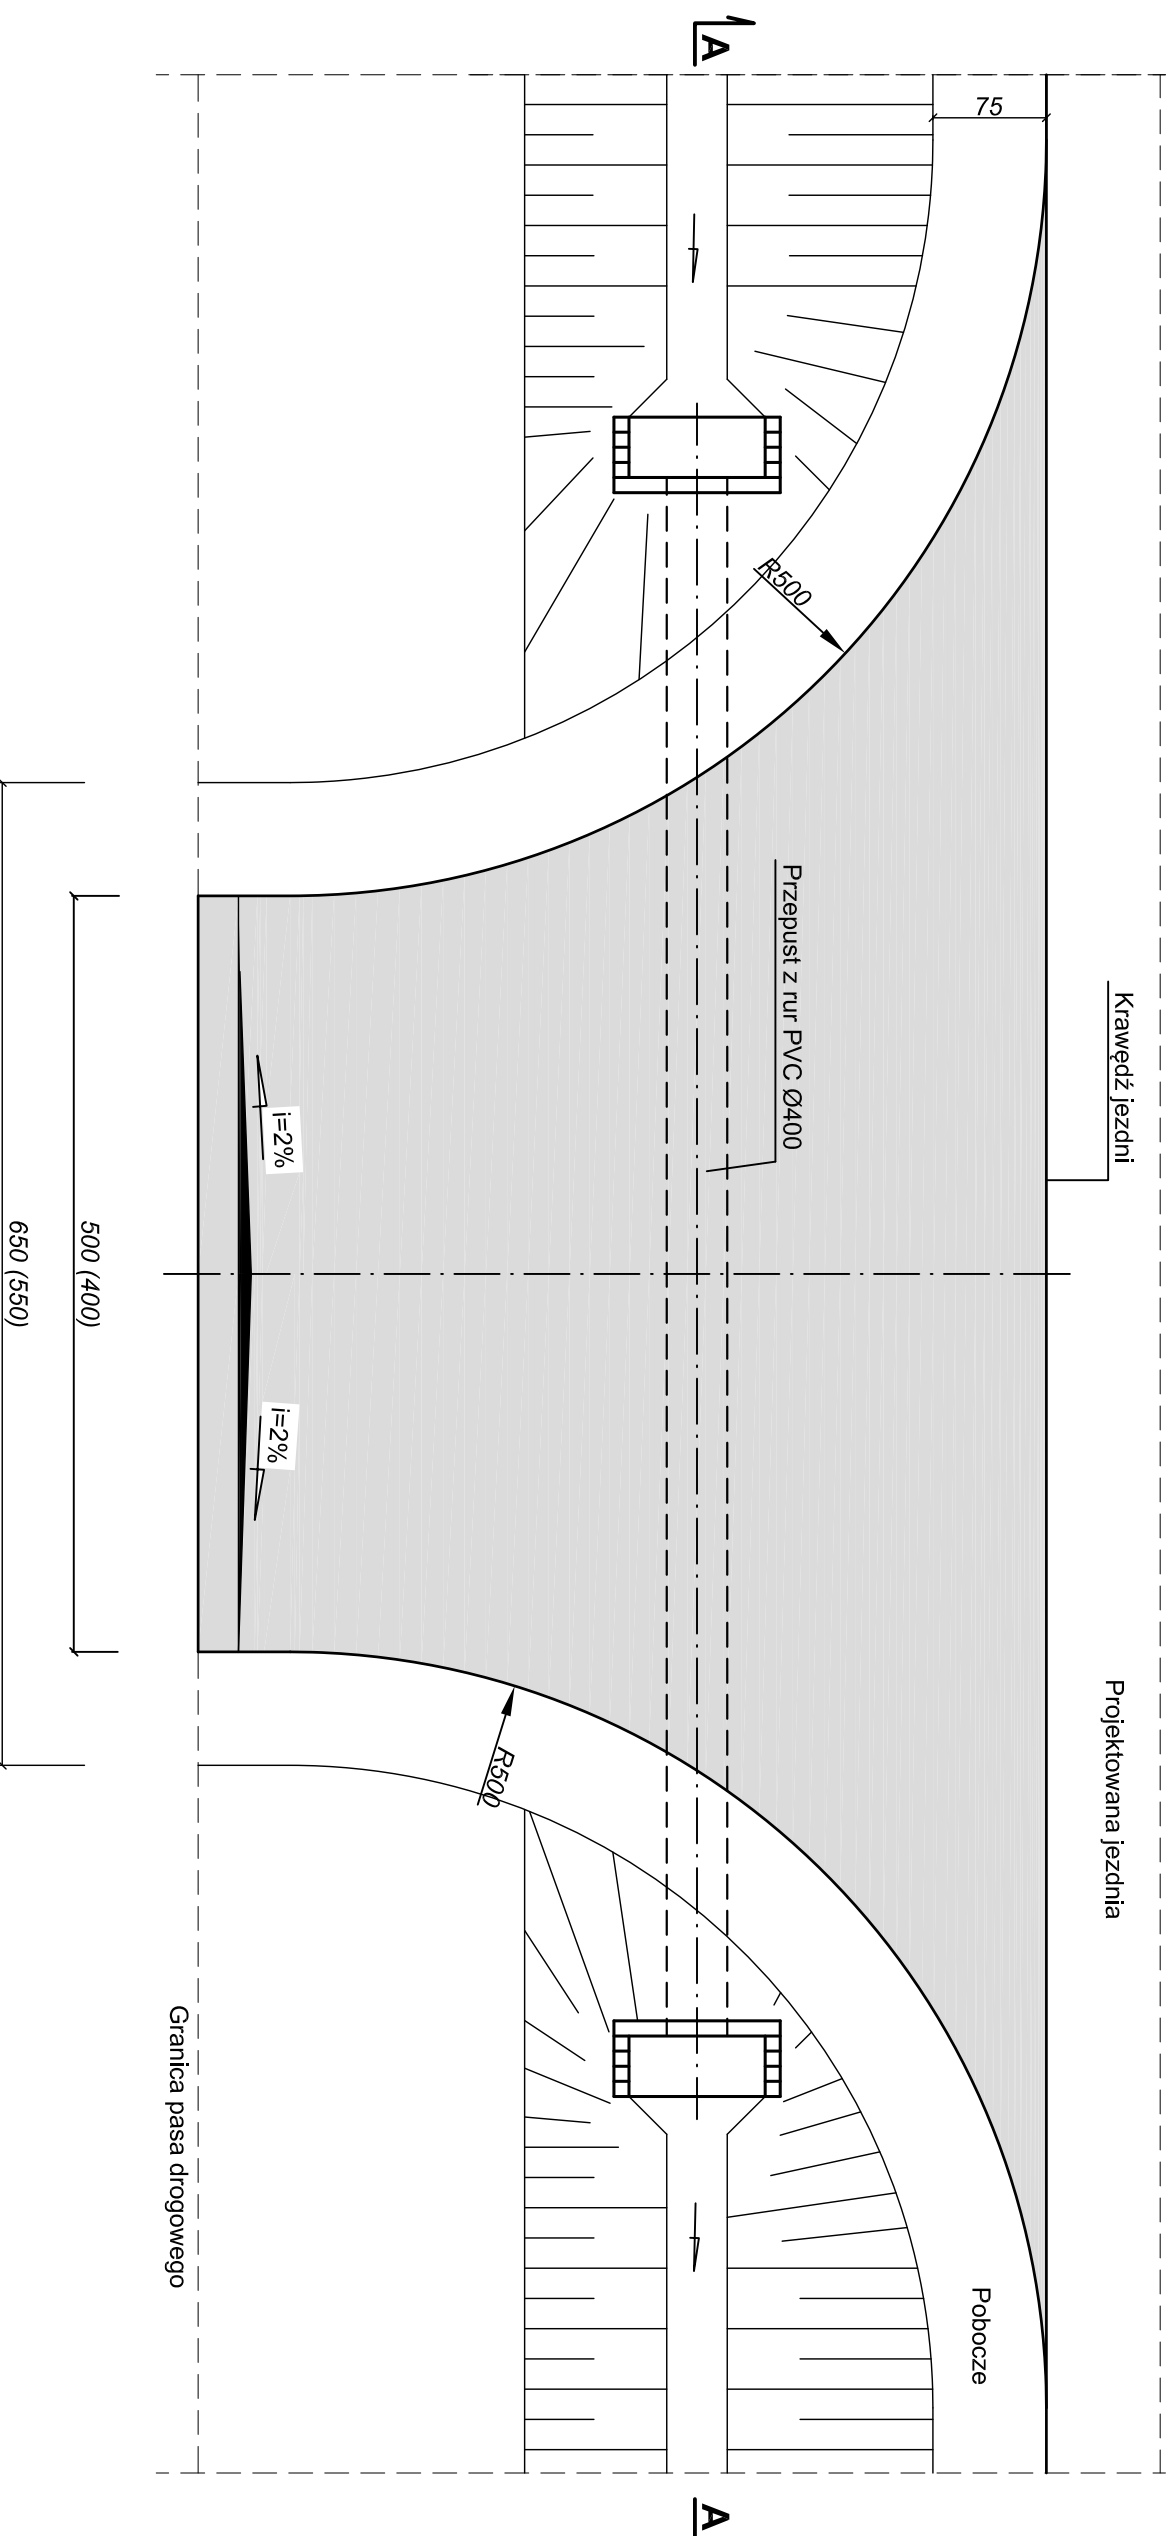 A
75
Krawędź jezdni
Projektowana jezdnia
Pobocze
R500
Przepust z rur PVC Ø400
i=2%
i=2%
R500
500 (400)
650 (550)
Granica pasa drogowego
A